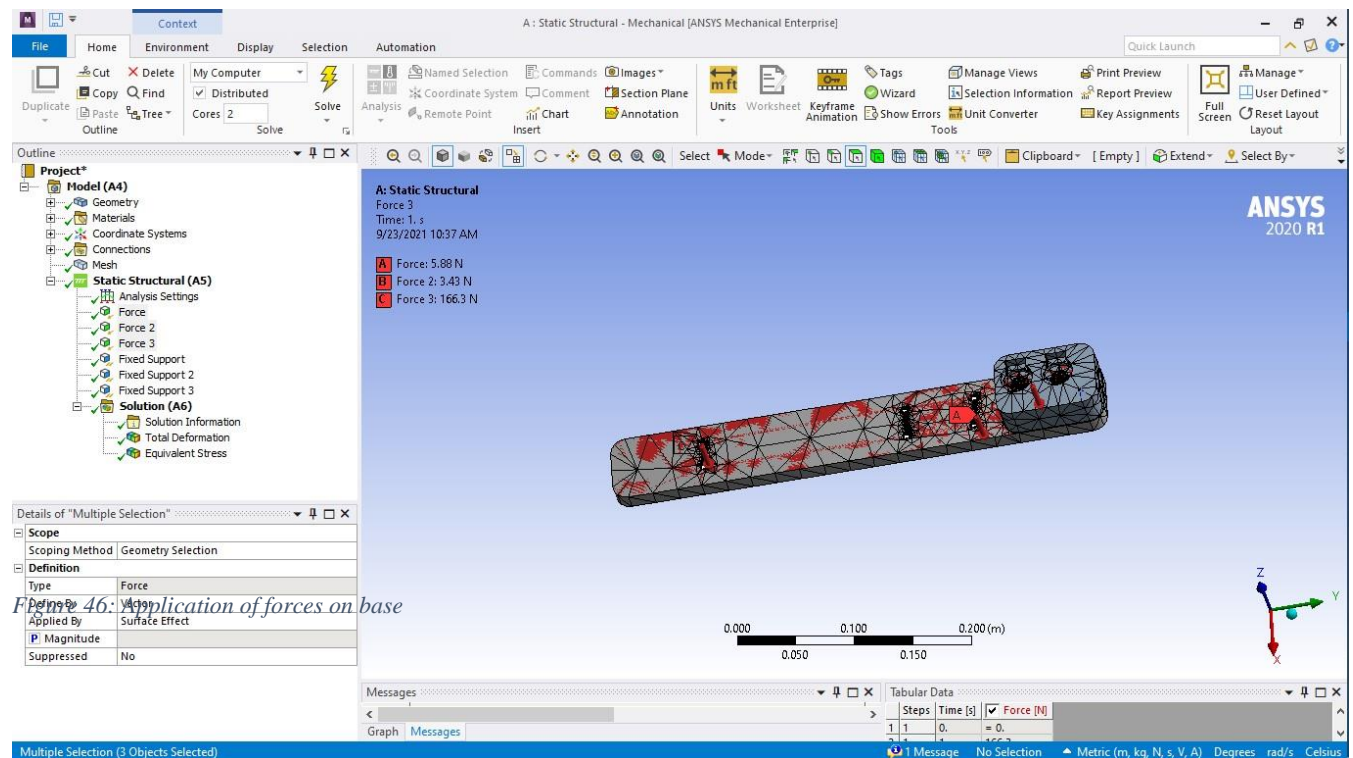 Context
A : Static Structural - Mechanical [ANSYS Mechanical Enterprise]
File Home Environment Display Selection Automation
Quick Launch
Duplicate
Cut
Copy
Paste
Delete
Find
Tree
Outline
My Computer
Distributed
Cores 2
Solve
Solve
Analysis
Named Selection
Coordinate System
Remote Point
Commands
Comment
Chart
Images
Section Plane
Annotation
Insert
Units
Worksheet
Keyframe Animation
Tags
Wizard
Show Errors
Manage Views
Selection Information
Unit Converter
Print Preview
Report Preview
Key Assignments
Tools
Full Screen
Manage
User Defined
Reset Layout
Layout
Outline
Select Mode Clipboard [ Empty ] Extend Select By
Project*
Model (A4)
Geometry
Materials
Coordinate Systems
Connections
Mesh
Static Structural (A5)
Analysis Settings
Force
Force 2
Force 3
Fixed Support
Fixed Support 2
Fixed Support 3
Solution (A6)
Solution Information
Total Deformation
Equivalent Stress
A: Static Structural
Force 3
Time: 1. s
9/23/2021 10:37 AM
A Force: 5.88 N
B Force 2: 3.43 N
C Force 3: 166.3 N
ANSYS
2020 R1
A
Z
Y
X
0.000 0.100 0.200 (m)
0.050 0.150
Details of "Multiple Selection"
Scope
Scoping Method Geometry Selection
Definition
Type Force
Define By Vector
Figure 46: Application of forces on base
Applied By Surface Effect
P Magnitude
Suppressed No
Messages
Graph Messages
Tabular Data
Steps Time [s] Force [N]
1 1 0. = 0.
Multiple Selection (3 Objects Selected)
1 Message No Selection Metric (m, kg, N, s, V, A) Degrees rad/s Celsius